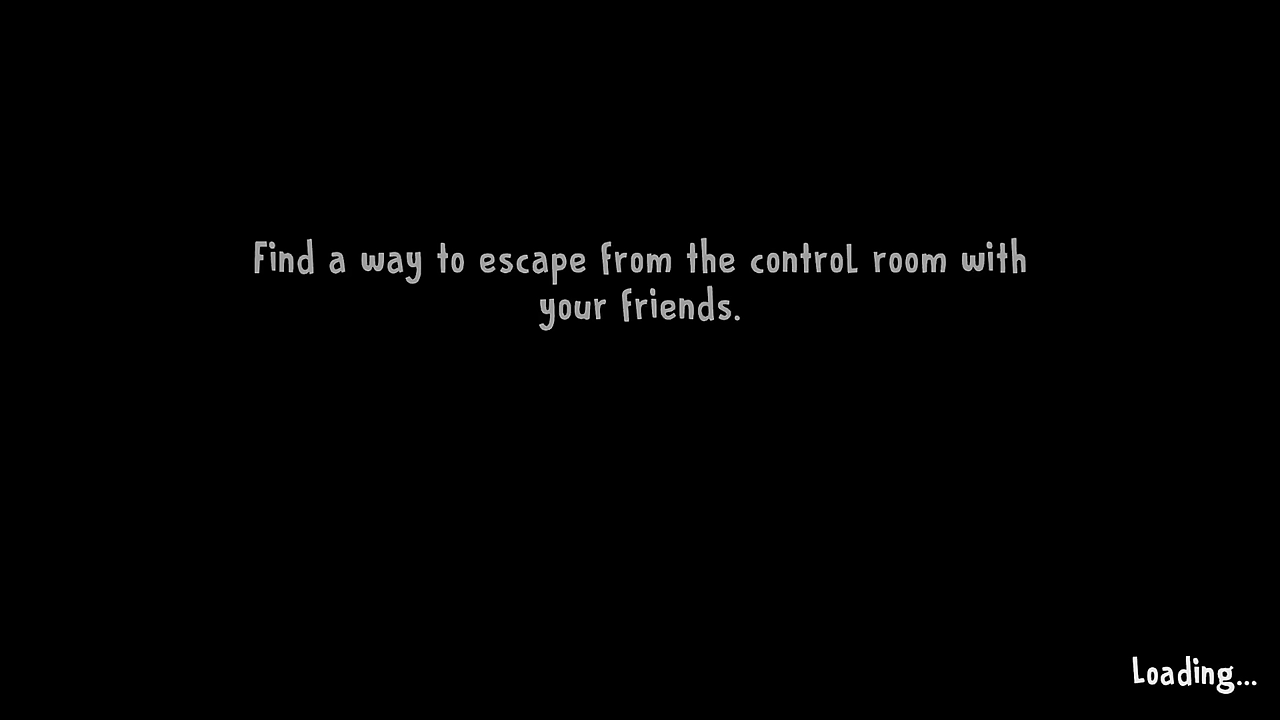 Find a way to escape from the control room with
your friends.
Loading...